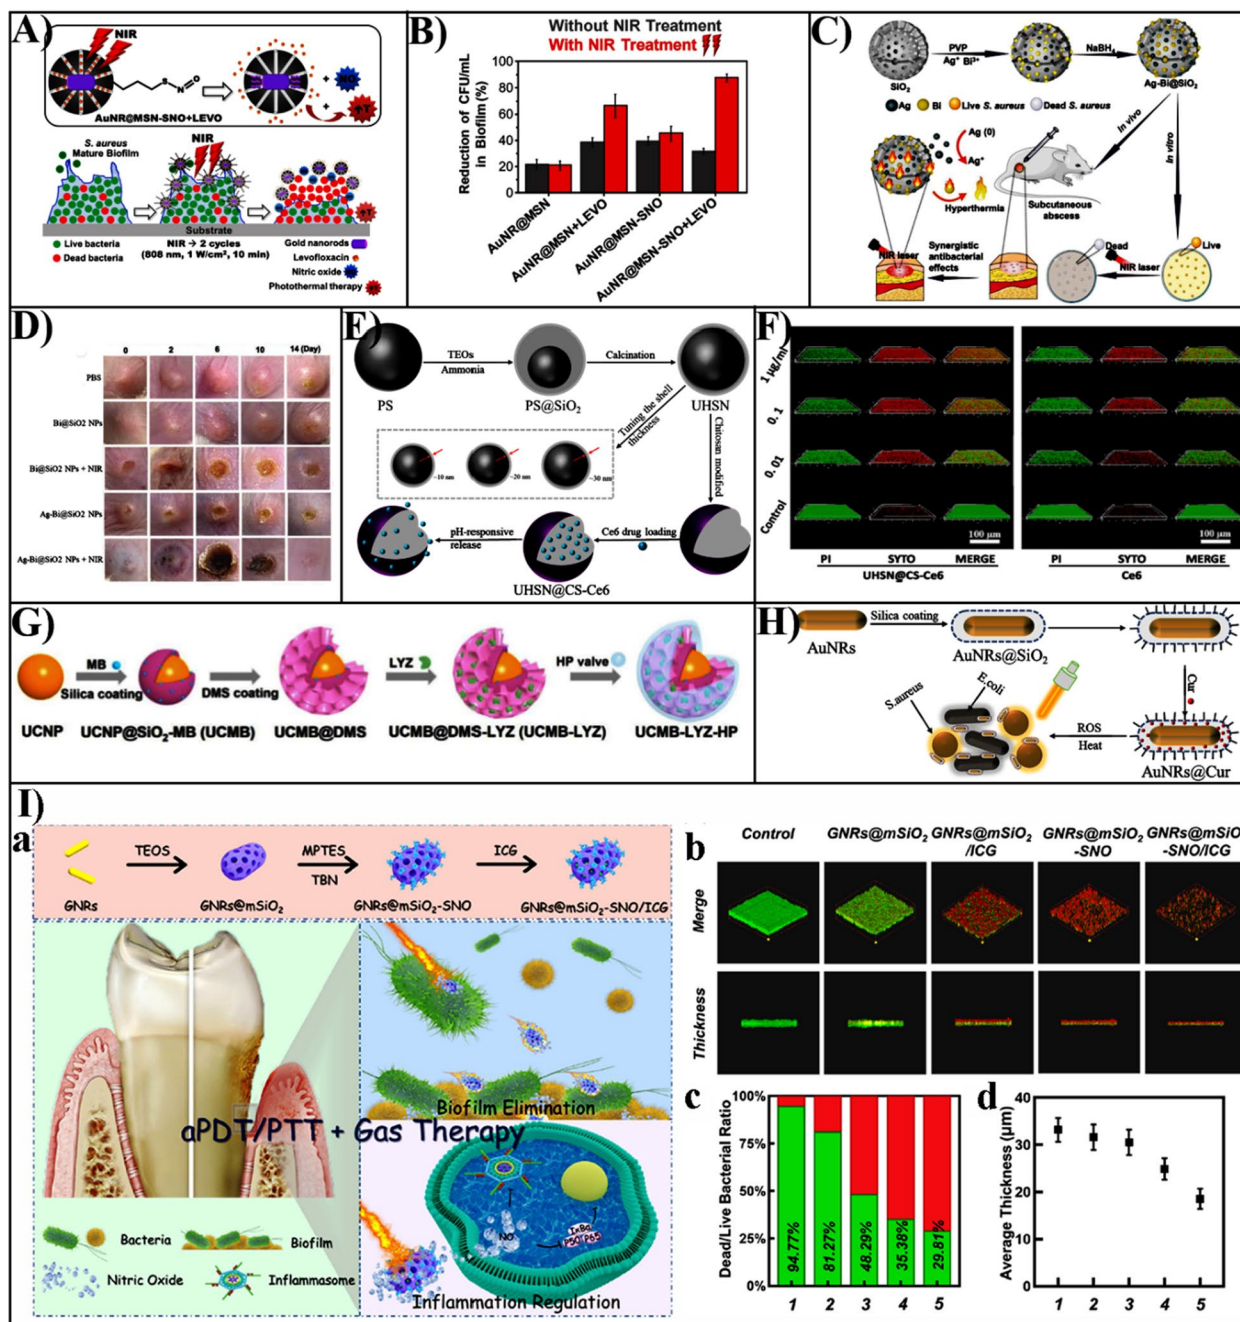 A)
NIR
S
N
O
+
NO
+
↑T
AuNR@MSN-SNO+LEVO
S. aureus
Mature Biofilm
NIR
↑T
Substrate
Live bacteria
Dead bacteria
NIR → 2 cycles
(808 nm, 1 W/cm², 10 min)
Gold nanorods
Levofloxacin
Nitric oxide
Photothermal therapy
B)
Without NIR Treatment
With NIR Treatment
Reduction of CFU/mL
in Biofilm (%)
100
80
60
40
20
0
AuNR@MSN
AuNR@MSN+LEVO
AuNR@MSN-SNO
AuNR@MSN-SNO+LEVO
C)
SiO2
PVP
Ag+ Bi3+
NaBH4
Ag-Bi@SiO2
Ag
Bi
Live S. aureus
Dead S. aureus
In vivo
In vitro
Ag (0)
Ag+
Hyperthermia
Subcutaneous
abscess
NIR laser
Synergistic
antibacterial
effects
Dead
NIR laser
Live
D)
0 2 6 10 14 (Day)
PBS
Bi@SiO2 NPs
Bi@SiO2 NPs + NIR
Ag-Bi@SiO2 NPs
Ag-Bi@SiO2 NPs + NIR
E)
PS
TEOs
Ammonia
PS@SiO2
Calcination
UHSN
Tuning the shell
thickness
~10 nm
~20 nm
~30 nm
Chitosan modified
Ce6 drug loading
UHSN@CS-Ce6
pH-responsive
release
F)
1 μg/ml
0.1
0.01
Control
100 μm
100 μm
PI SYTO MERGE
UHSN@CS-Ce6
PI SYTO MERGE
Ce6
G)
MB
Silica coating
DMS coating
LYZ
HP valve
UCNP
UCNP@SiO2-MB (UCMB)
UCMB@DMS
UCMB@DMS-LYZ (UCMB-LYZ)
UCMB-LYZ-HP
H)
AuNRs
Silica coating
AuNRs@SiO2
Cur
AuNRs@Cur
ROS
Heat
S.aureus
E.coli
I)
a
GNRs
TEOS
GNRs@mSiO2
MPTES
TBN
GNRs@mSiO2-SNO
ICG
GNRs@mSiO2-SNO/ICG
Biofilm Elimination
aPDT/PTT + Gas Therapy
NO
IκBα
P50 P65
Inflammation Regulation
Bacteria
Biofilm
Nitric Oxide
Inflammasome
b
Control
GNRs@mSiO2
GNRs@mSiO2
/ICG
GNRs@mSiO2
-SNO
GNRs@mSiO
-SNO/ICG
Merge
Thickness
c
Dead/Live Bacterial Ratio
100%
75%
50%
25%
0%
94.77%
81.27%
48.29%
35.38%
29.81%
1 2 3 4 5
d
Average Thickness (μm)
40
30
20
10
0
1 2 3 4 5